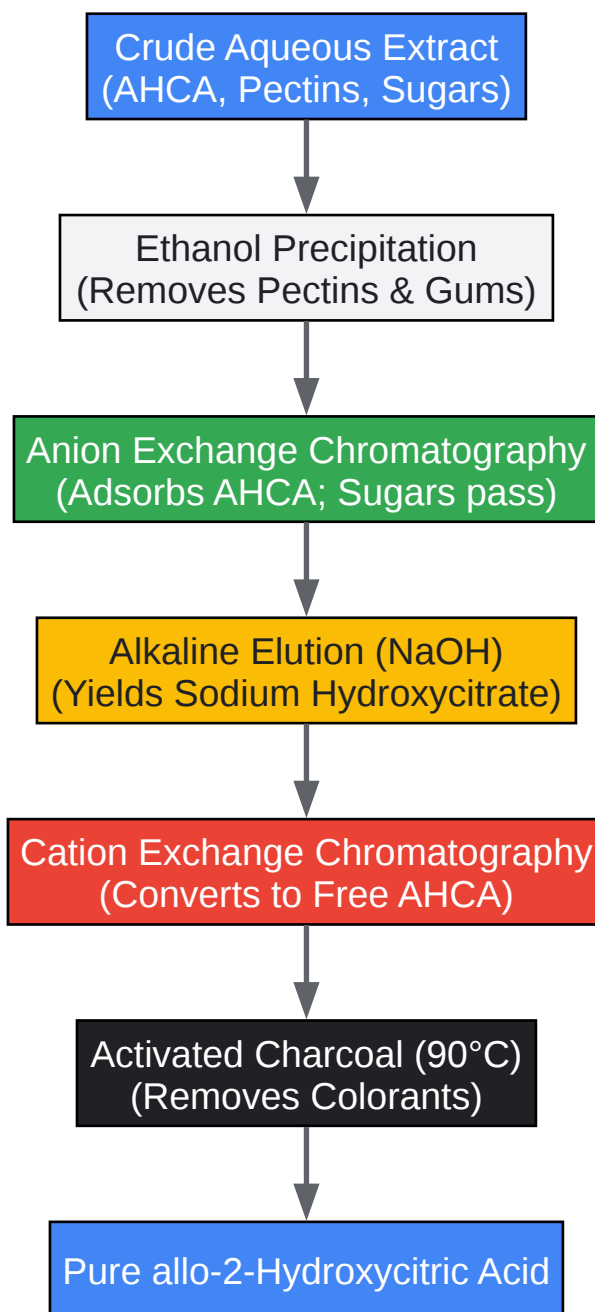 Crude Aqueous Extract
(AHCA, Pectins, Sugars)
Ethanol Precipitation
(Removes Pectins & Gums)
Anion Exchange Chromatography
(Adsorbs AHCA; Sugars pass)
Alkaline Elution (NaOH)
(Yields Sodium Hydroxycitrate)
Cation Exchange Chromatography
(Converts to Free AHCA)
Activated Charcoal (90°C)
(Removes Colorants)
Pure allo-2-Hydroxycitric Acid